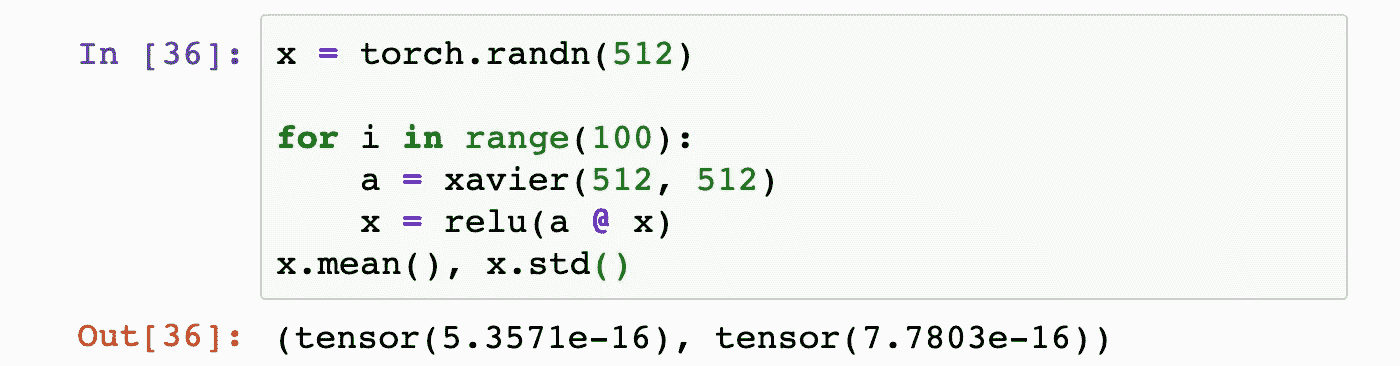 In [36]: x = torch.randn(512)
for i in range(100):
    a = xavier(512, 512)
    x = relu(a @ x)
x.mean(), x.std()
Out[36]: (tensor(5.3571e-16), tensor(7.7803e-16))